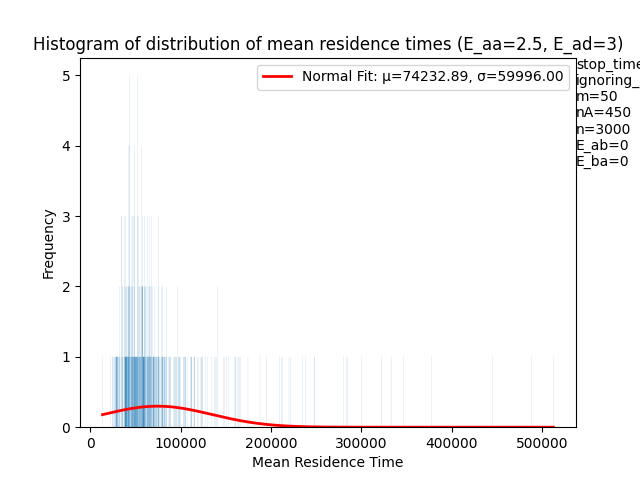 Histogram of distribution of mean residence times (E_aa=2.5, E_ad=3)
Normal Fit: μ=74232.89, σ=59996.00
stop_time
ignoring_
m=50
nA=450
n=3000
E_ab=0
E_ba=0
Frequency
5
4
3
2
1
0
0 100000 200000 300000 400000 500000
Mean Residence Time